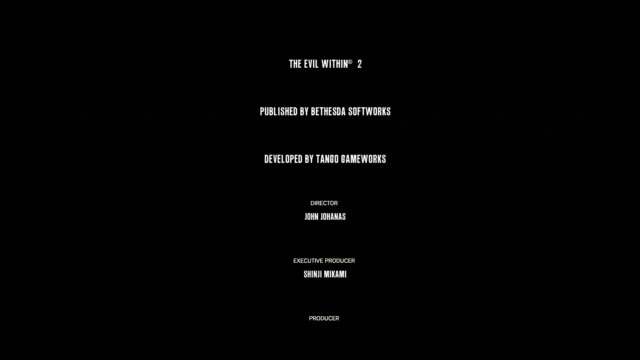 THE EVIL WITHIN® 2
PUBLISHED BY BETHESDA SOFTWORKS
DEVELOPED BY TANGO GAMEWORKS
DIRECTOR
JOHN JOHANAS
EXECUTIVE PRODUCER
SHINJI MIKAMI
PRODUCER